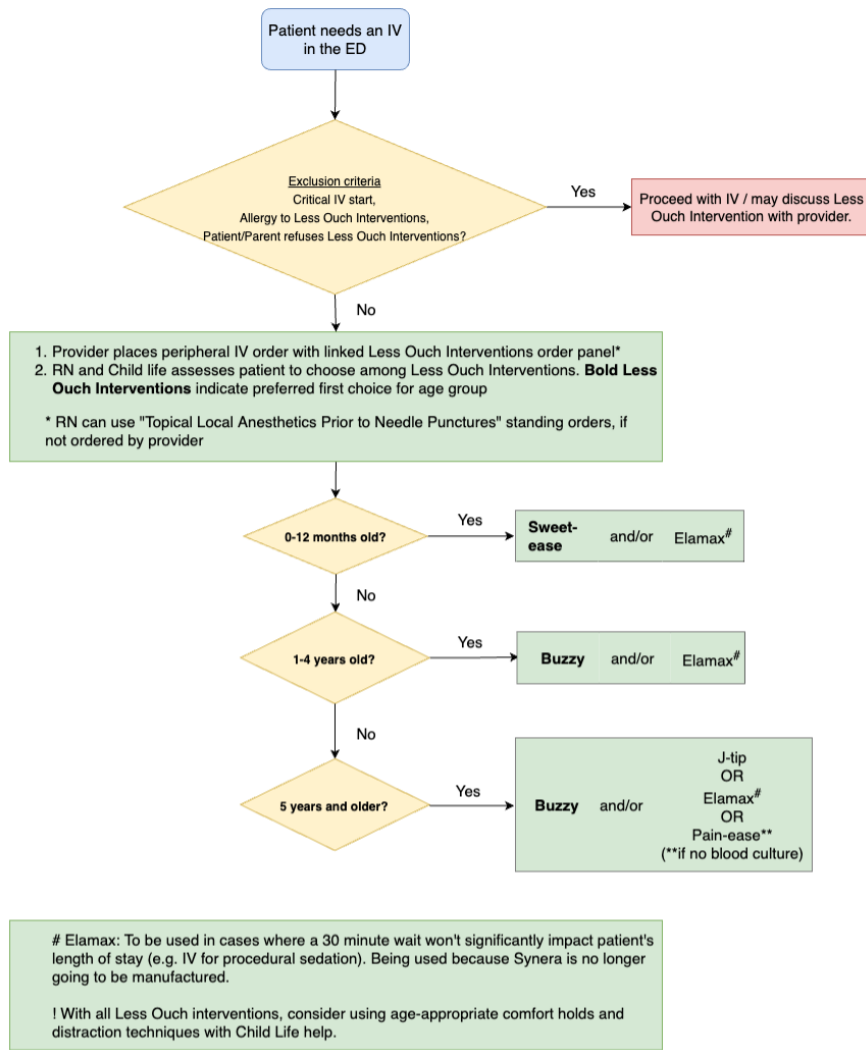 Patient needs an IV
in the ED
Exclusion criteria
Critical IV start,
Allergy to Less Ouch Interventions,
Patient/Parent refuses Less Ouch Interventions?
Yes
Proceed with IV / may discuss Less
Ouch Intervention with provider.
No
1. Provider places peripheral IV order with linked Less Ouch Interventions order panel*
2. RN and Child life assesses patient to choose among Less Ouch Interventions. Bold Less
Ouch Interventions indicate preferred first choice for age group
* RN can use "Topical Local Anesthetics Prior to Needle Punctures" standing orders, if
not ordered by provider
0-12 months old?
Yes
Sweet-
ease
and/or
Elamax#
No
1-4 years old?
Yes
Buzzy
and/or
Elamax#
No
5 years and older?
Yes
Buzzy
and/or
J-tip
OR
Elamax#
OR
Pain-ease**
(**if no blood culture)
# Elamax: To be used in cases where a 30 minute wait won't significantly impact patient's
length of stay (e.g. IV for procedural sedation). Being used because Synera is no longer
going to be manufactured.
! With all Less Ouch interventions, consider using age-appropriate comfort holds and
distraction techniques with Child Life help.